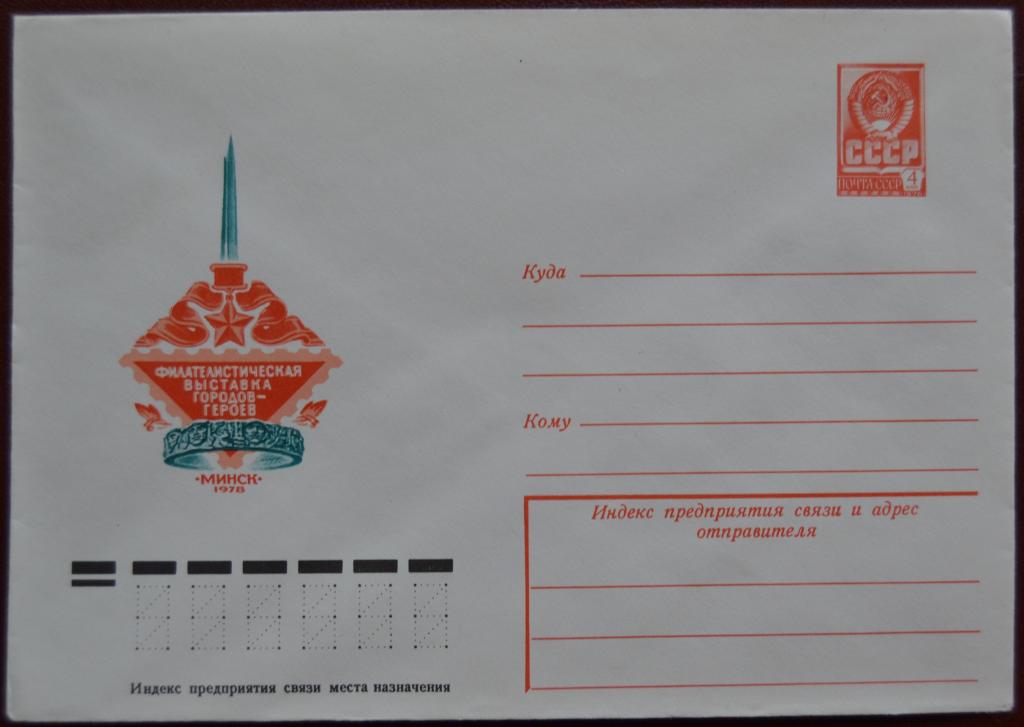 СССР
ПОЧТА СССР 4
ФИЛАТЕЛИСТИЧЕСКАЯ
ВЫСТАВКА
ГОРОДОВ-
ГЕРОЕВ
•МИНСК•
1978
Куда
Кому
Индекс предприятия связи и адрес
отправителя
Индекс предприятия связи места назначения